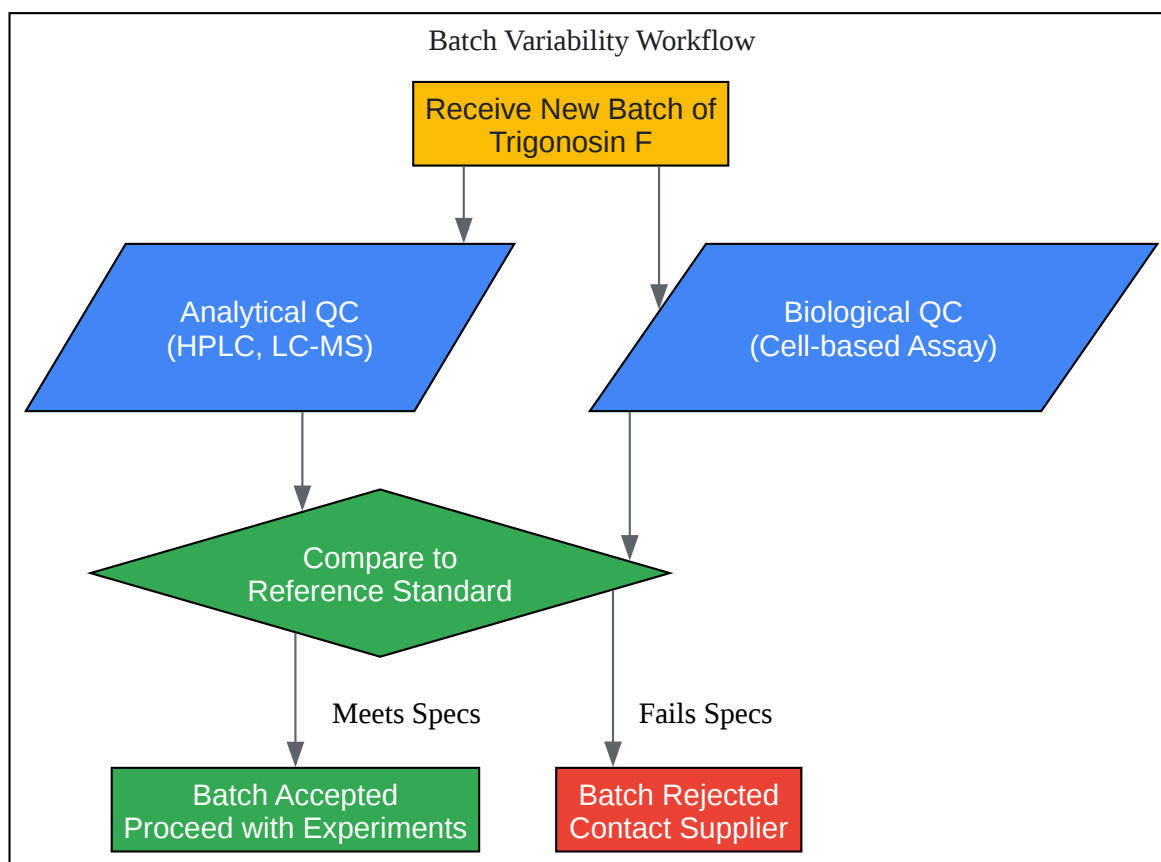 Batch Variability Workflow
Receive New Batch of
Trigonosin F
Analytical QC
(HPLC, LC-MS)
Biological QC
(Cell-based Assay)
Compare to
Reference Standard
Meets Specs
Fails Specs
Batch Accepted
Proceed with Experiments
Batch Rejected
Contact Supplier